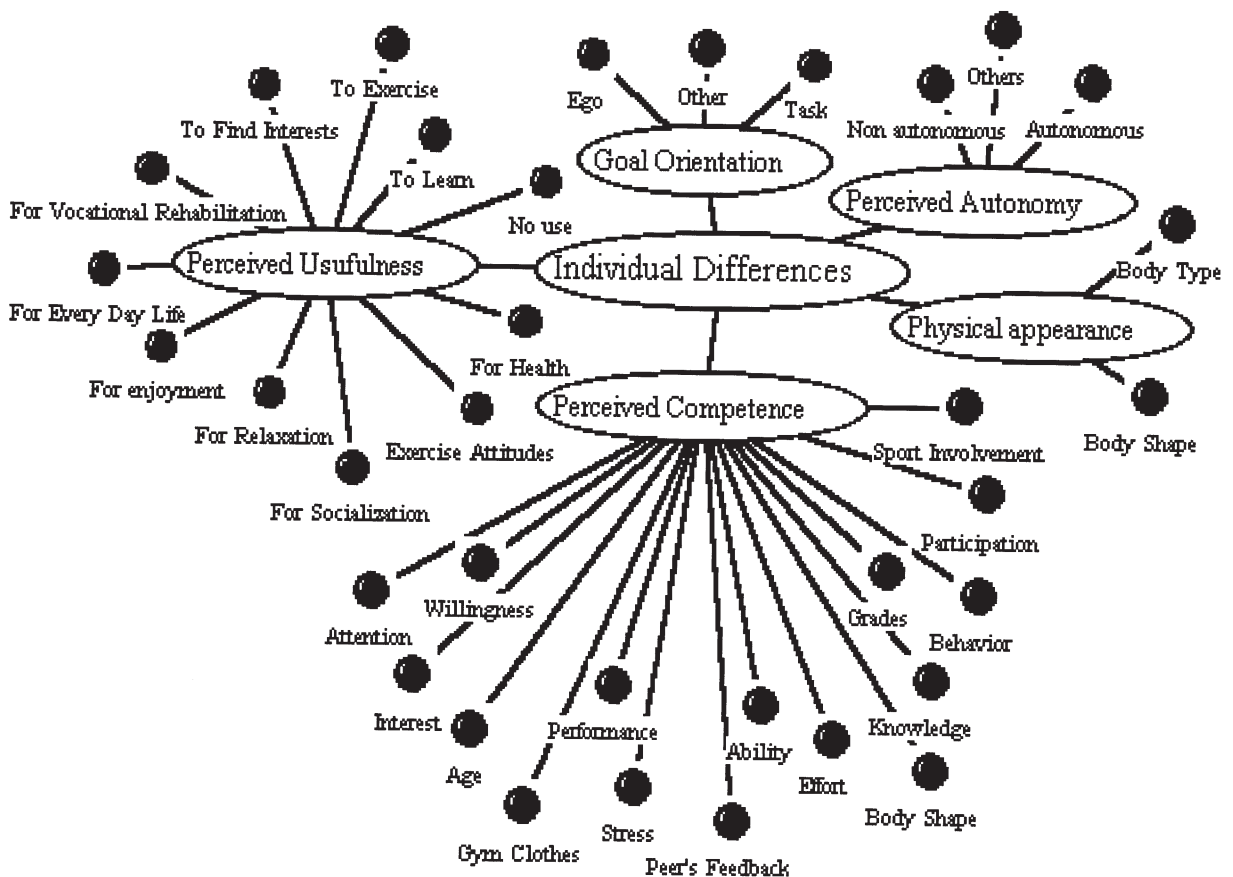 To Exercise
Ego
Other
Task
Others
To Find Interests
Non autonomous
Autonomous
Goal Orientation
To Learn
Perceived Autonomy
For Vocational Rehabilitation
No use
Perceived Usufulness
Individual Differences
Body Type
For Every Day Life
Physical appearance
For Health
For enjoyment
Perceived Competence
For Relaxation
Exercise Attitudes
Sport Involvement
Body Shape
For Socialization
Participation
Willingness
Grades
Attention
Behavior
Interest
Performance
Knowledge
Ability
Age
Effort
Body Shape
Stress
Gym Clothes
Peer's Feedback